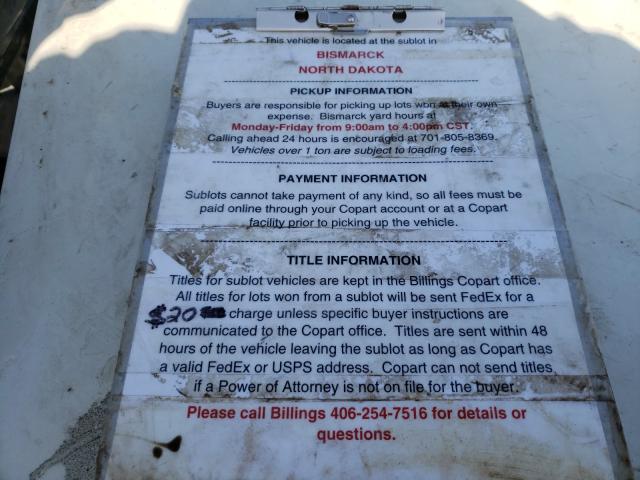 This vehicle is located at the sublot in
BISMARCK
NORTH DAKOTA
PICKUP INFORMATION
Buyers are responsible for picking up lots won at their own
expense. Bismarck yard hours at
Monday-Friday from 9:00am to 4:00pm CST.
Calling ahead 24 hours is encouraged at 701-805-8369.
Vehicles over 1 ton are subject to loading fees.
PAYMENT INFORMATION
Sublots cannot take payment of any kind, so all fees must be
paid online through your Copart account or at a Copart
facility prior to picking up the vehicle.
TITLE INFORMATION
Titles for sublot vehicles are kept in the Billings Copart office.
All titles for lots won from a sublot will be sent FedEx for a
$20 charge unless specific buyer instructions are
communicated to the Copart office. Titles are sent within 48
hours of the vehicle leaving the sublot as long as Copart has
a valid FedEx or USPS address. Copart can not send titles
if a Power of Attorney is not on file for the buyer.
Please call Billings 406-254-7516 for details or
questions.